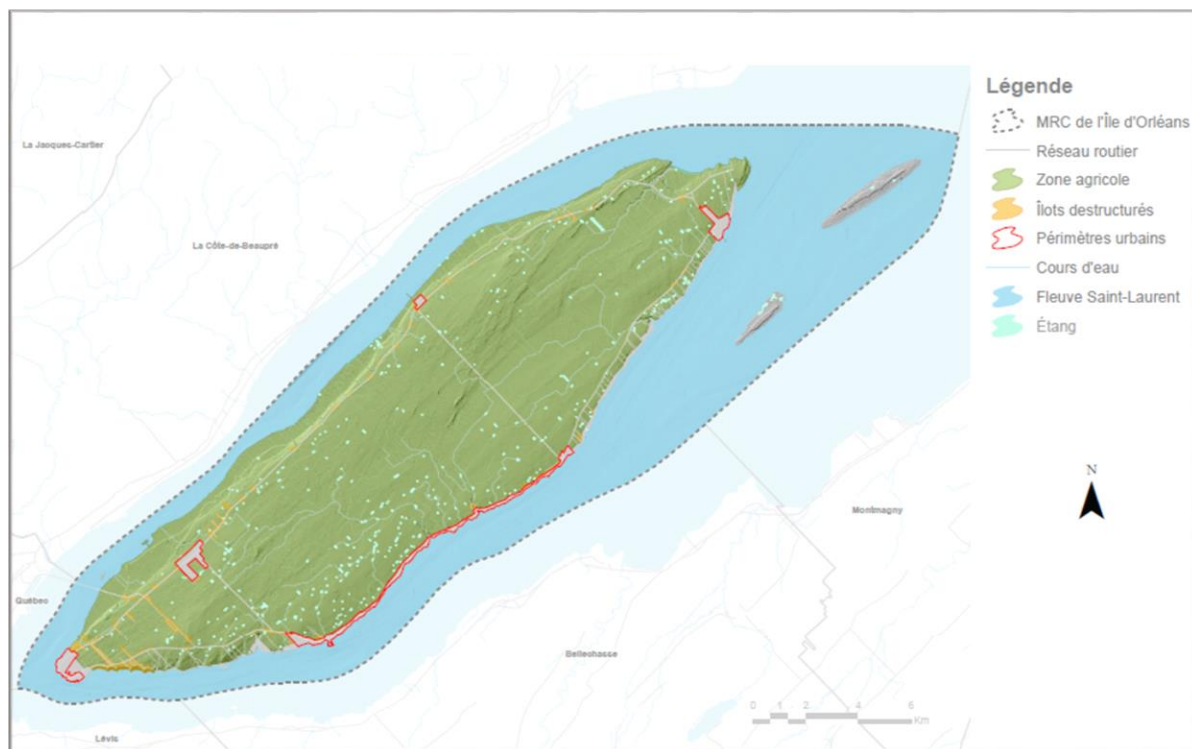 Légende
MRC de l'Île d'Orléans
Réseau routier
Zone agricole
Îlots destructurés
Périmètres urbains
Cours d'eau
Fleuve Saint-Laurent
Étang
La Jacques-Cartier
La Côte-de-Beaupré
Québec
Lévis
Bellechasse
Montmagny
N
0 1 2 4 6
Km